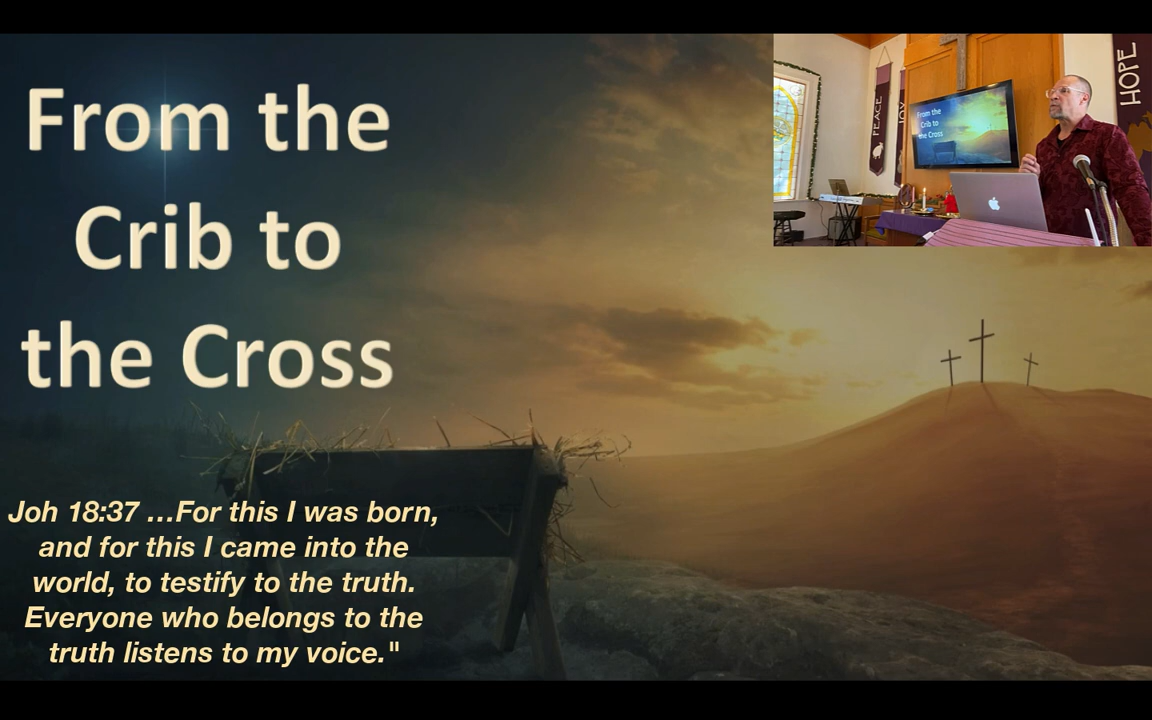 From the
Crib to
the Cross
Joh 18:37 ...For this I was born,
and for this I came into the
world, to testify to the truth.
Everyone who belongs to the
truth listens to my voice."
PEACE
JOY
From the
Crib to
the Cross
HOPE